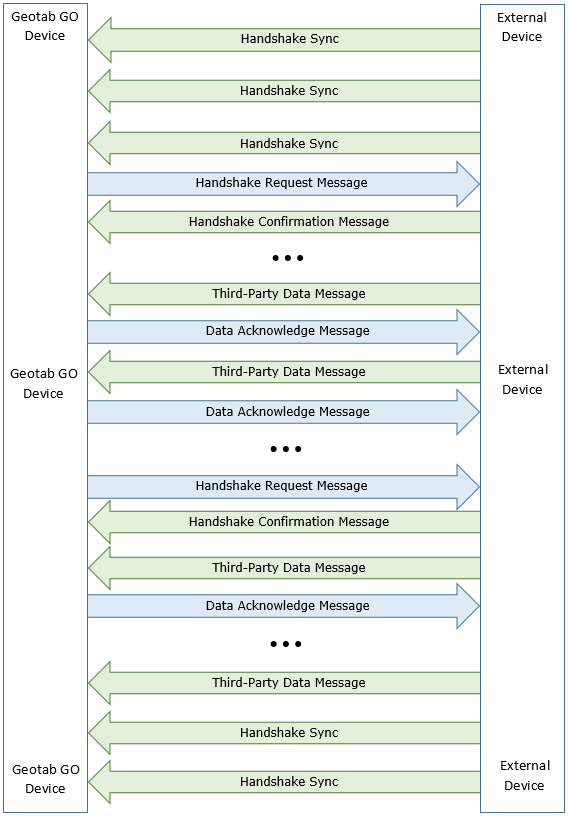 Geotab GO
Device
External
Device
Handshake Sync
Handshake Sync
Handshake Sync
Handshake Request Message
Handshake Confirmation Message
•••
Third-Party Data Message
Data Acknowledge Message
Geotab GO
Device
Third-Party Data Message
External
Device
Data Acknowledge Message
•••
Handshake Request Message
Handshake Confirmation Message
Third-Party Data Message
Data Acknowledge Message
•••
Third-Party Data Message
Handshake Sync
Geotab GO
Device
Handshake Sync
External
Device